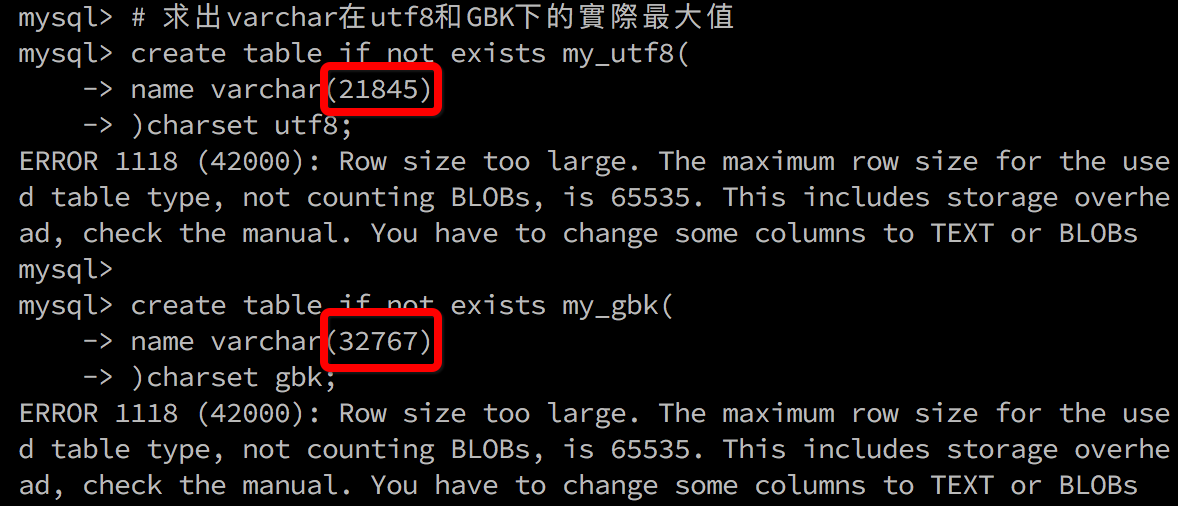 mysql> # 求出varchar在utf8和GBK下的實際最大值
mysql> create table if not exists my_utf8(
    -> name varchar(21845)
    -> )charset utf8;
ERROR 1118 (42000): Row size too large. The maximum row size for the use
d table type, not counting BLOBs, is 65535. This includes storage overhe
ad, check the manual. You have to change some columns to TEXT or BLOBs
mysql>
mysql> create table if not exists my_gbk(
    -> name varchar(32767)
    -> )charset gbk;
ERROR 1118 (42000): Row size too large. The maximum row size for the use
d table type, not counting BLOBs, is 65535. This includes storage overhe
ad, check the manual. You have to change some columns to TEXT or BLOBs